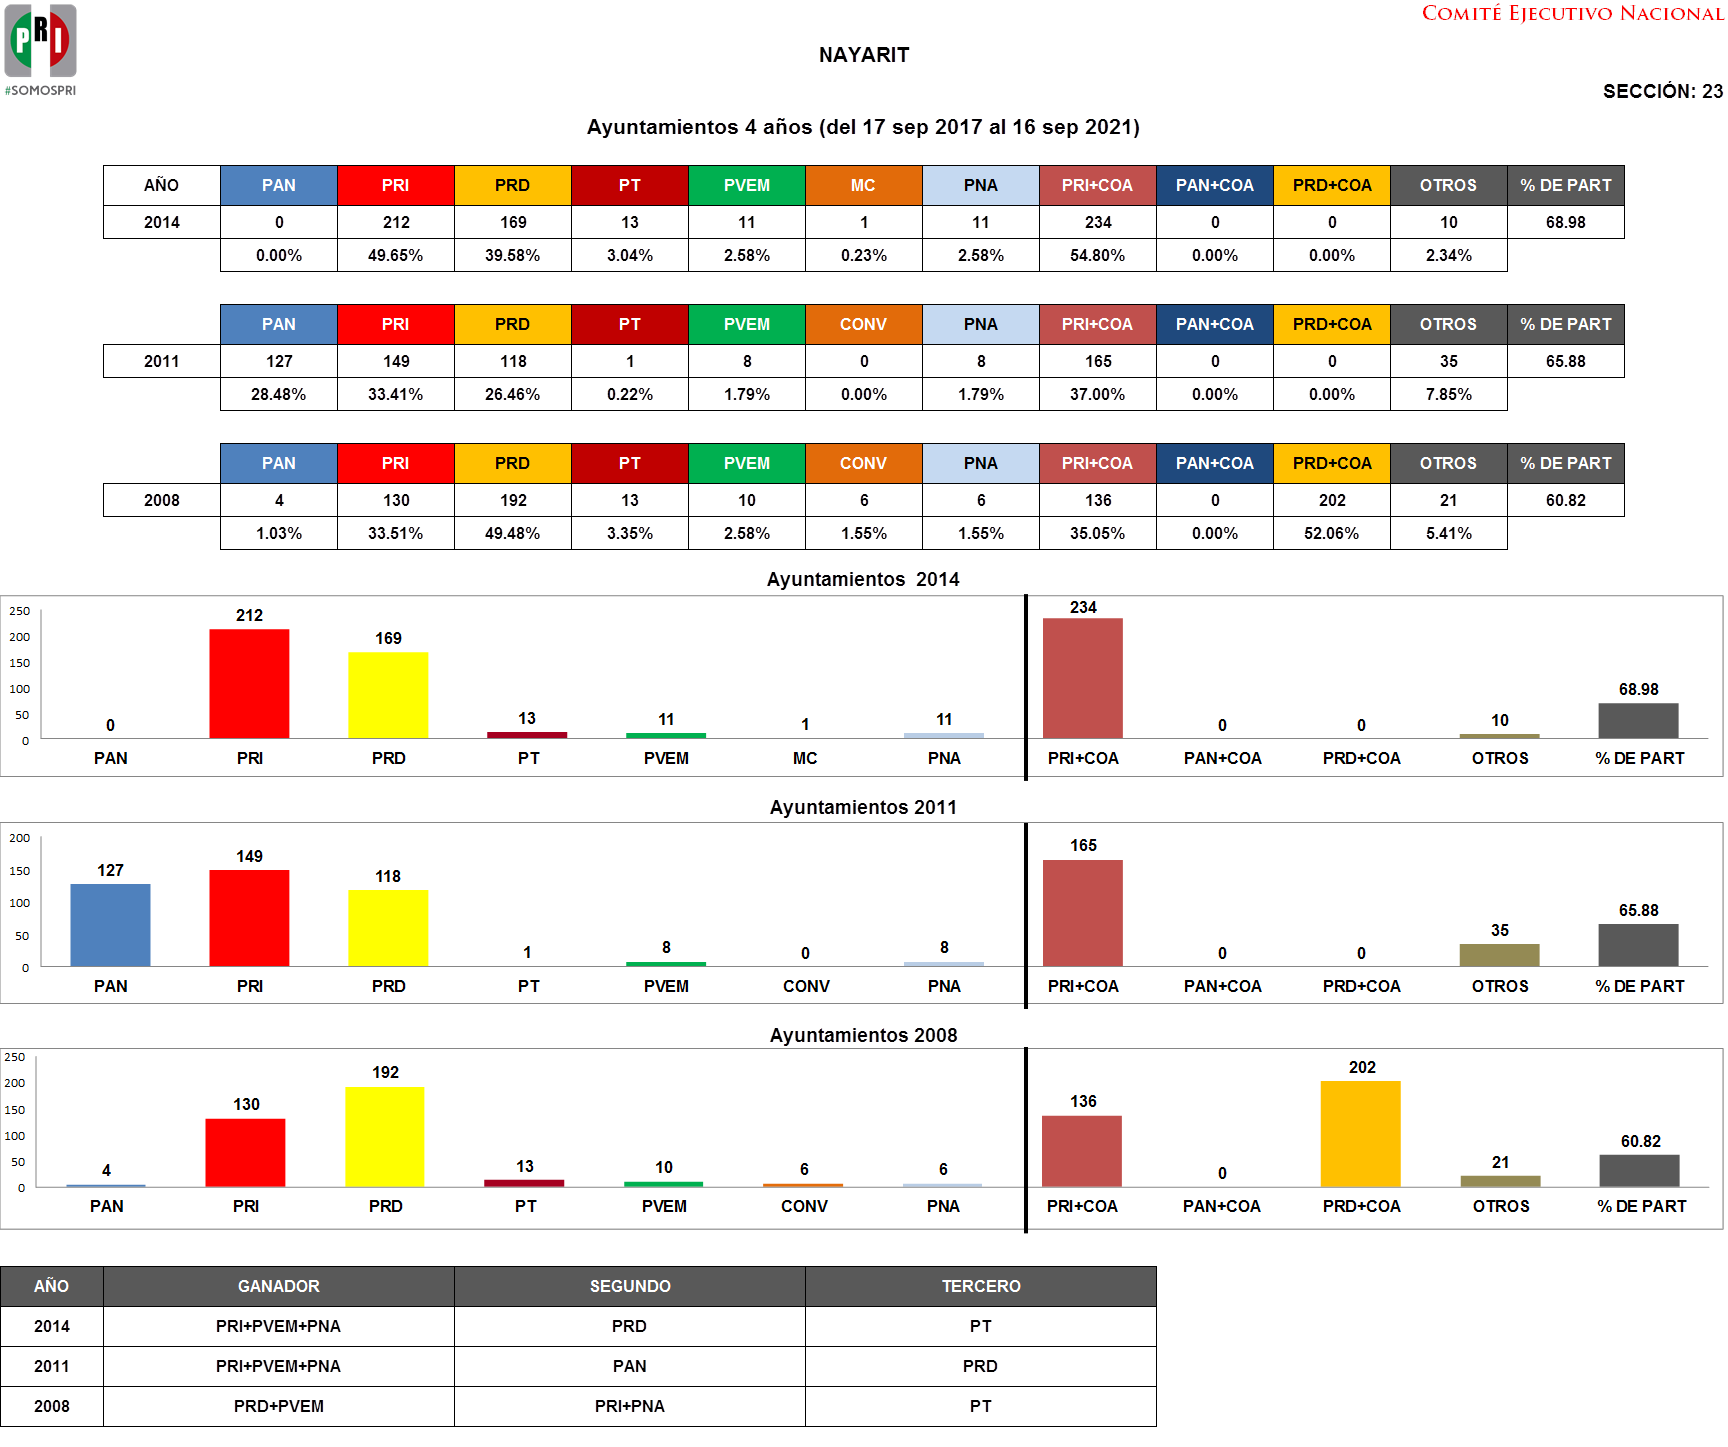 PRI
#SOMOSPRI
COMITÉ EJECUTIVO NACIONAL
NAYARIT
SECCIÓN: 23
Ayuntamientos 4 años (del 17 sep 2017 al 16 sep 2021)
AÑO PAN PRI PRD PT PVEM MC PNA PRI+COA PAN+COA PRD+COA OTROS % DE PART
2014 0 212 169 13 11 1 11 234 0 0 10 68.98
0.00% 49.65% 39.58% 3.04% 2.58% 0.23% 2.58% 54.80% 0.00% 0.00% 2.34%
PAN PRI PRD PT PVEM CONV PNA PRI+COA PAN+COA PRD+COA OTROS % DE PART
2011 127 149 118 1 8 0 8 165 0 0 35 65.88
28.48% 33.41% 26.46% 0.22% 1.79% 0.00% 1.79% 37.00% 0.00% 0.00% 7.85%
PAN PRI PRD PT PVEM CONV PNA PRI+COA PAN+COA PRD+COA OTROS % DE PART
2008 4 130 192 13 10 6 6 136 0 202 21 60.82
1.03% 33.51% 49.48% 3.35% 2.58% 1.55% 1.55% 35.05% 0.00% 52.06% 5.41%
Ayuntamientos 2014
250
200
150
100
50
0
0 212 169 13 11 1 11 234 0 0 10 68.98
PAN PRI PRD PT PVEM MC PNA PRI+COA PAN+COA PRD+COA OTROS % DE PART
Ayuntamientos 2011
200
150
100
50
0
127 149 118 1 8 0 8 165 0 0 35 65.88
PAN PRI PRD PT PVEM CONV PNA PRI+COA PAN+COA PRD+COA OTROS % DE PART
Ayuntamientos 2008
250
200
150
100
50
0
4 130 192 13 10 6 6 136 0 202 21 60.82
PAN PRI PRD PT PVEM CONV PNA PRI+COA PAN+COA PRD+COA OTROS % DE PART
AÑO GANADOR SEGUNDO TERCERO
2014 PRI+PVEM+PNA PRD PT
2011 PRI+PVEM+PNA PAN PRD
2008 PRD+PVEM PRI+PNA PT